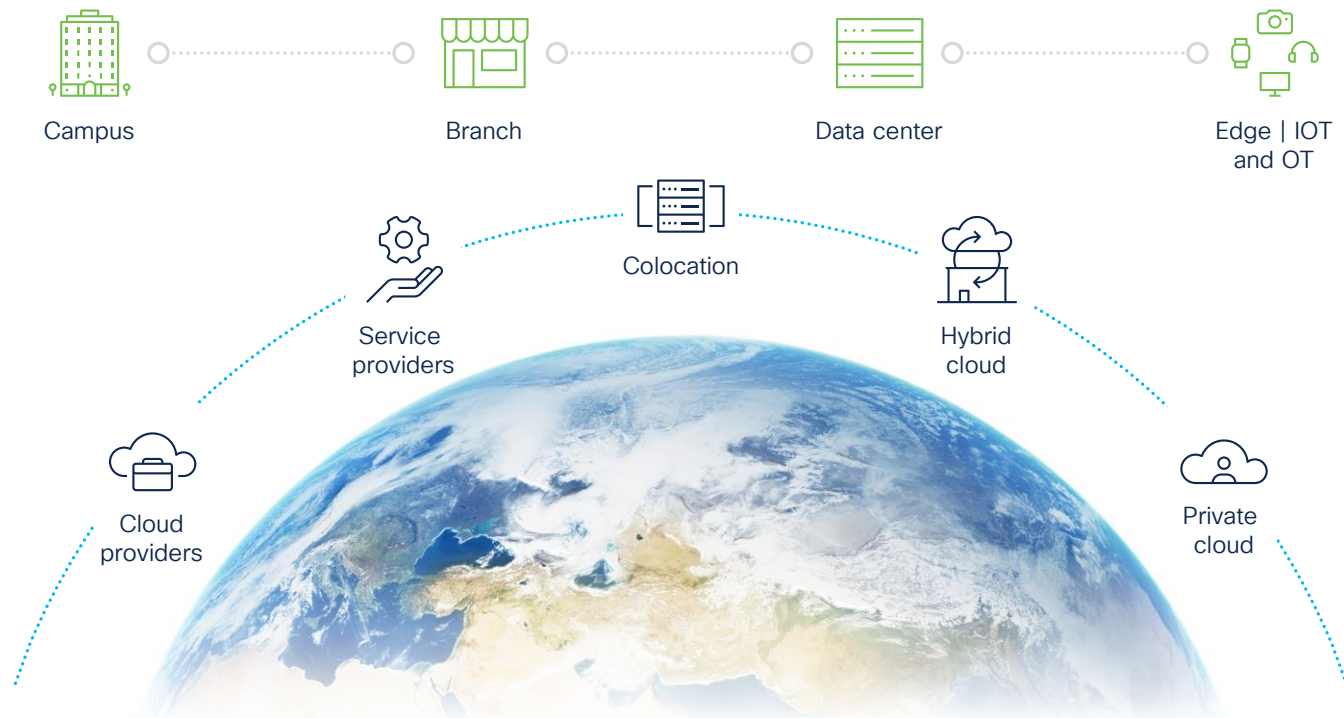 Campus
Branch
Data center
Edge | IOT
and OT
Colocation
Service
providers
Hybrid
cloud
Cloud
providers
Private
cloud